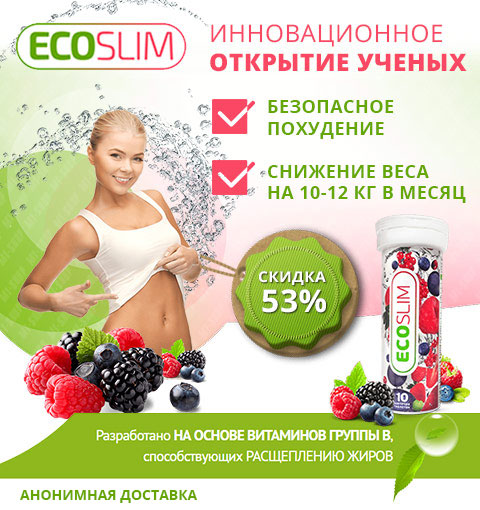 ECOSLIM
ИННОВАЦИОННОЕ
ОТКРЫТИЕ УЧЕНЫХ
БЕЗОПАСНОЕ
ПОХУДЕНИЕ
СНИЖЕНИЕ ВЕСА
НА 10-12 КГ В МЕСЯЦ
СКИДКА
53%
ECOSLIM
10
Разработано НА ОСНОВЕ ВИТАМИНОВ ГРУППЫ В,
способствующих РАСЩЕПЛЕНИЮ ЖИРОВ
АНОНИМНАЯ ДОСТАВКА